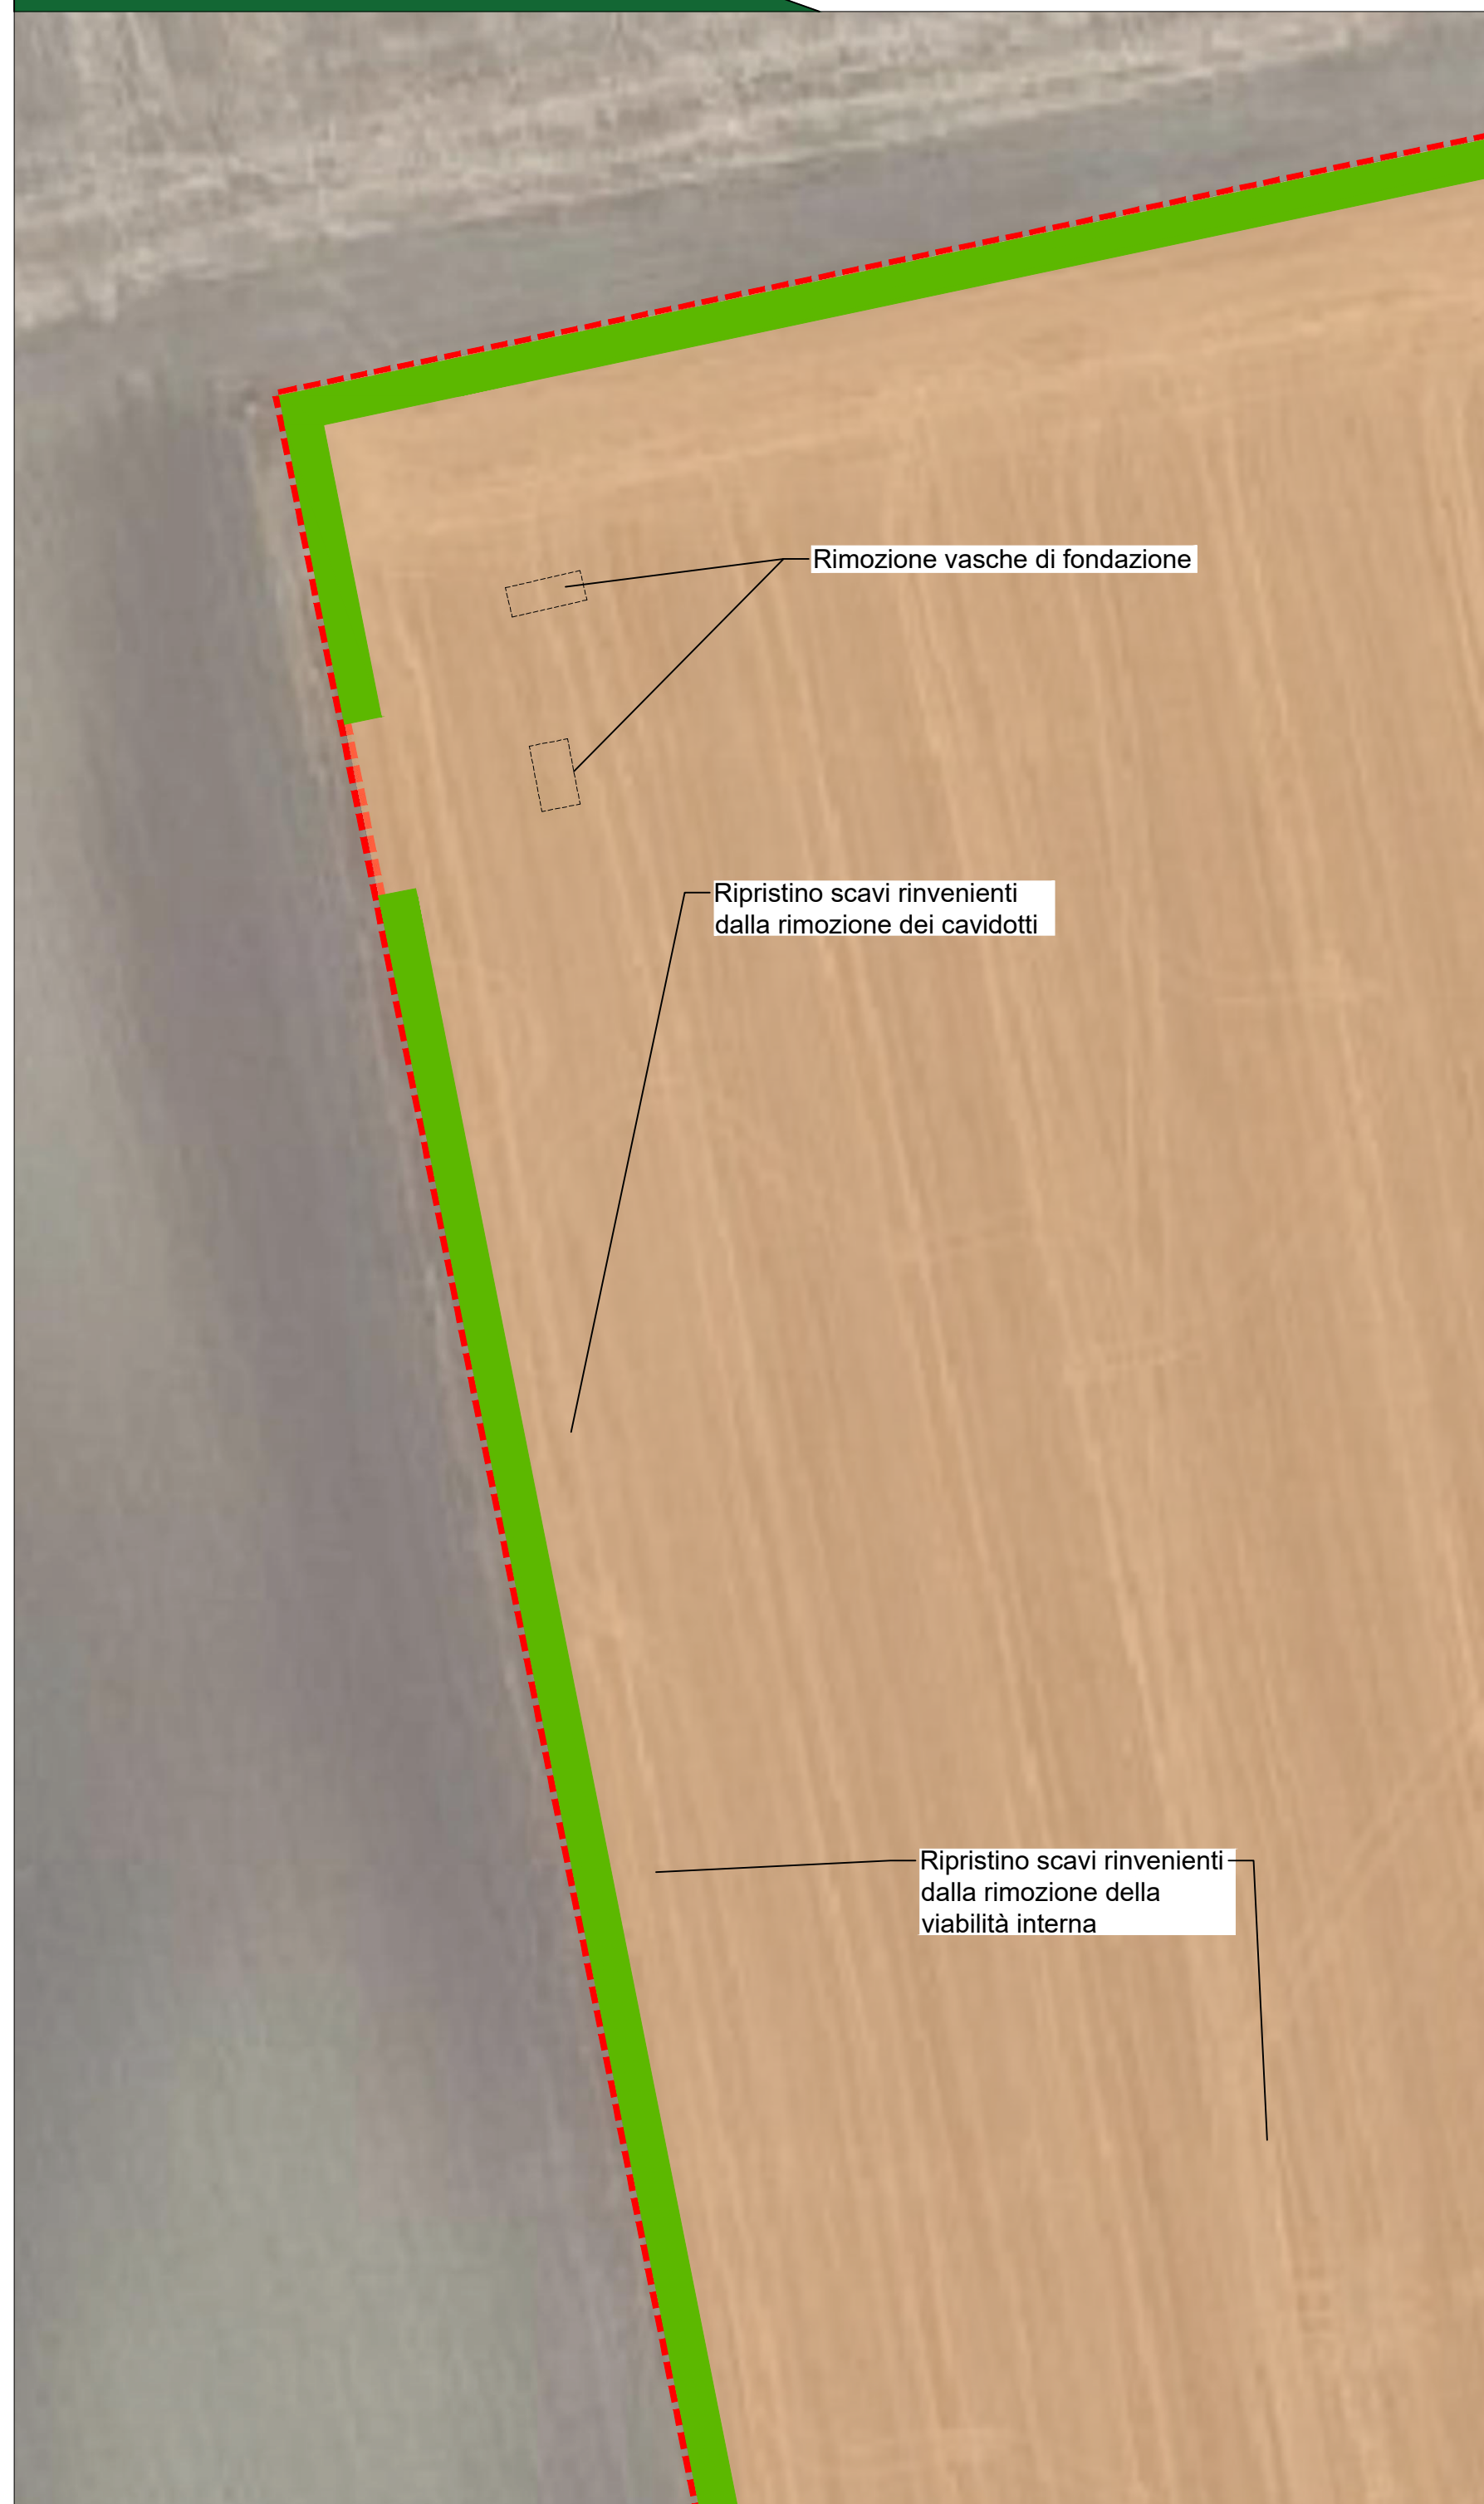 Rimozione vasche di fondazione
Ripristino scavi rinvenienti
dalla rimozione dei cavidotti
Ripristino scavi rinvenienti
dalla rimozione della
viabilità interna